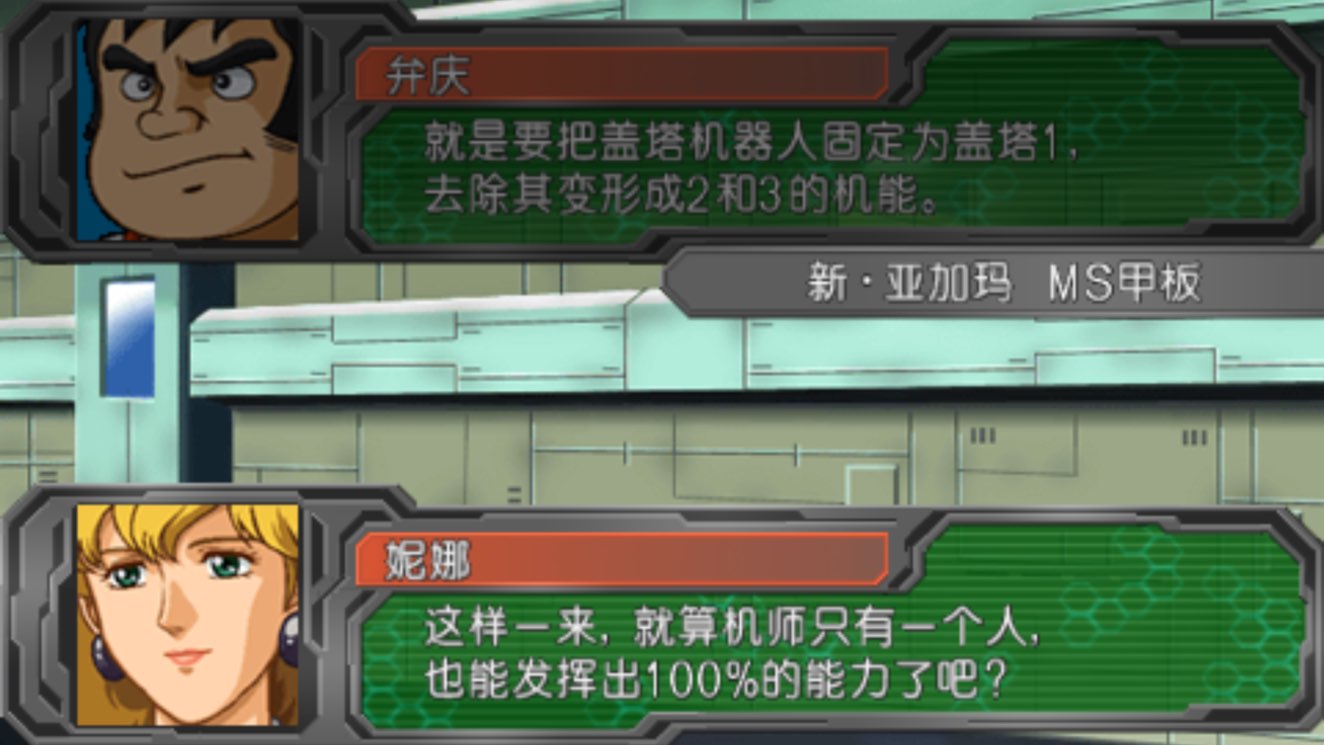 弁庆
就是要把盖塔机器人固定为盖塔1,
去除其变形成2和3的机能。
新·亚加玛 MS甲板
妮娜
这样一来,就算机师只有一个人,
也能发挥出100%的能力了吧?